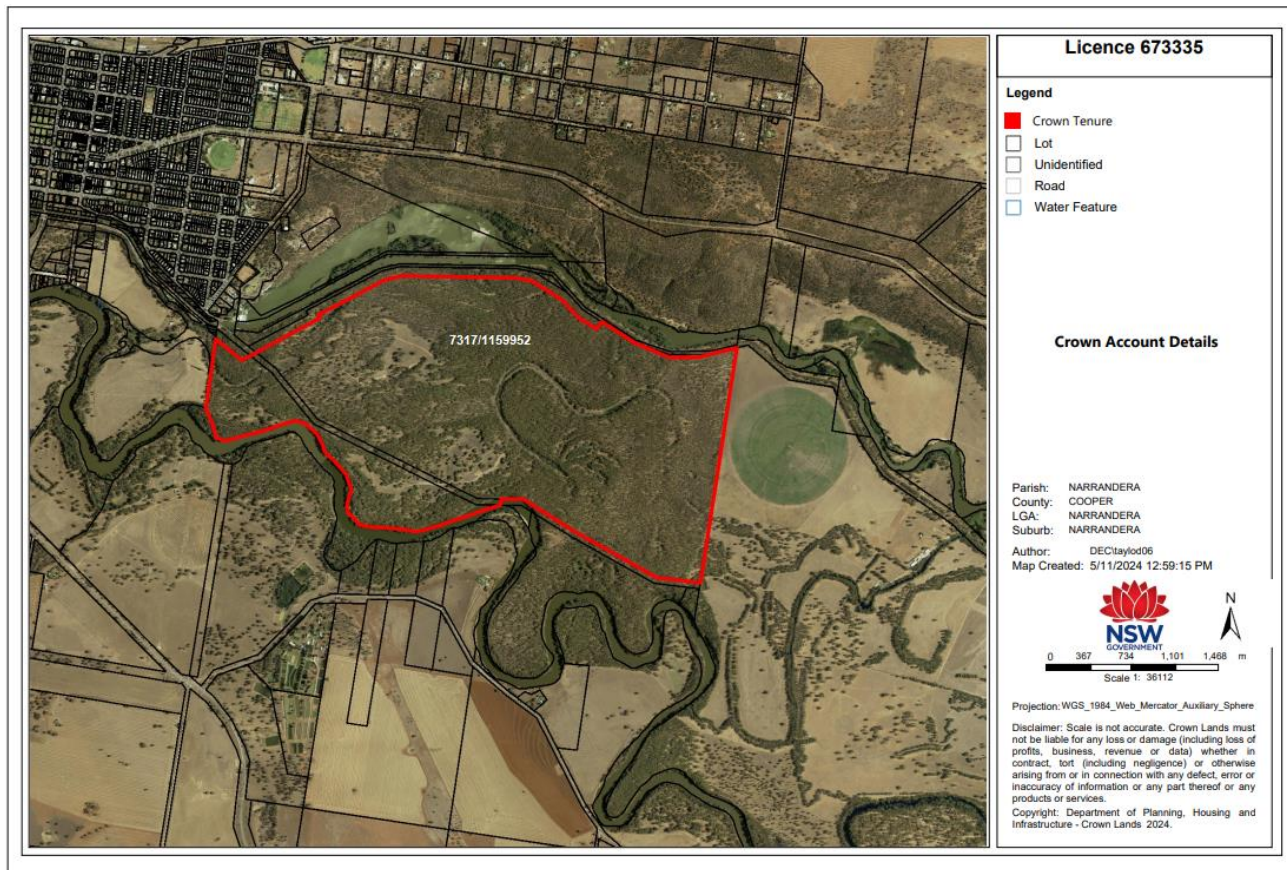 Licence 673335
Legend
Crown Tenure
Lot
Unidentified
Road
Water Feature
7317/1159952
Crown Account Details
Parish: NARRANDERA
County: COOPER
LGA: NARRANDERA
Suburb: NARRANDERA
Author: DEC\taylod06
Map Created: 5/11/2024 12:59:15 PM
NSW
GOVERNMENT
N
0 367 734 1,101 1,468 m
Scale 1: 36112
Projection: WGS_1984_Web_Mercator_Auxiliary_Sphere
Disclaimer: Scale is not accurate. Crown Lands must
not be liable for any loss or damage (including loss of
profits, business, revenue or data) whether in
contract, tort (including negligence) or otherwise
arising from or in connection with any defect, error or
inaccuracy of information or any part thereof or any
products or services.
Copyright: Department of Planning, Housing and
Infrastructure - Crown Lands 2024.